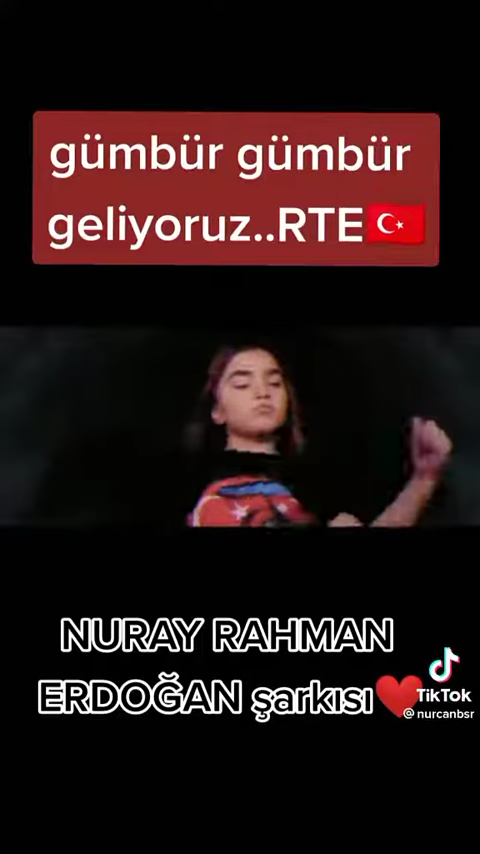 gümbür gümbür
geliyoruz..RTE🇹🇷
NURAY RAHMAN
ERDOĞAN şarkısı❤️
TikTok
@nurcanbsr